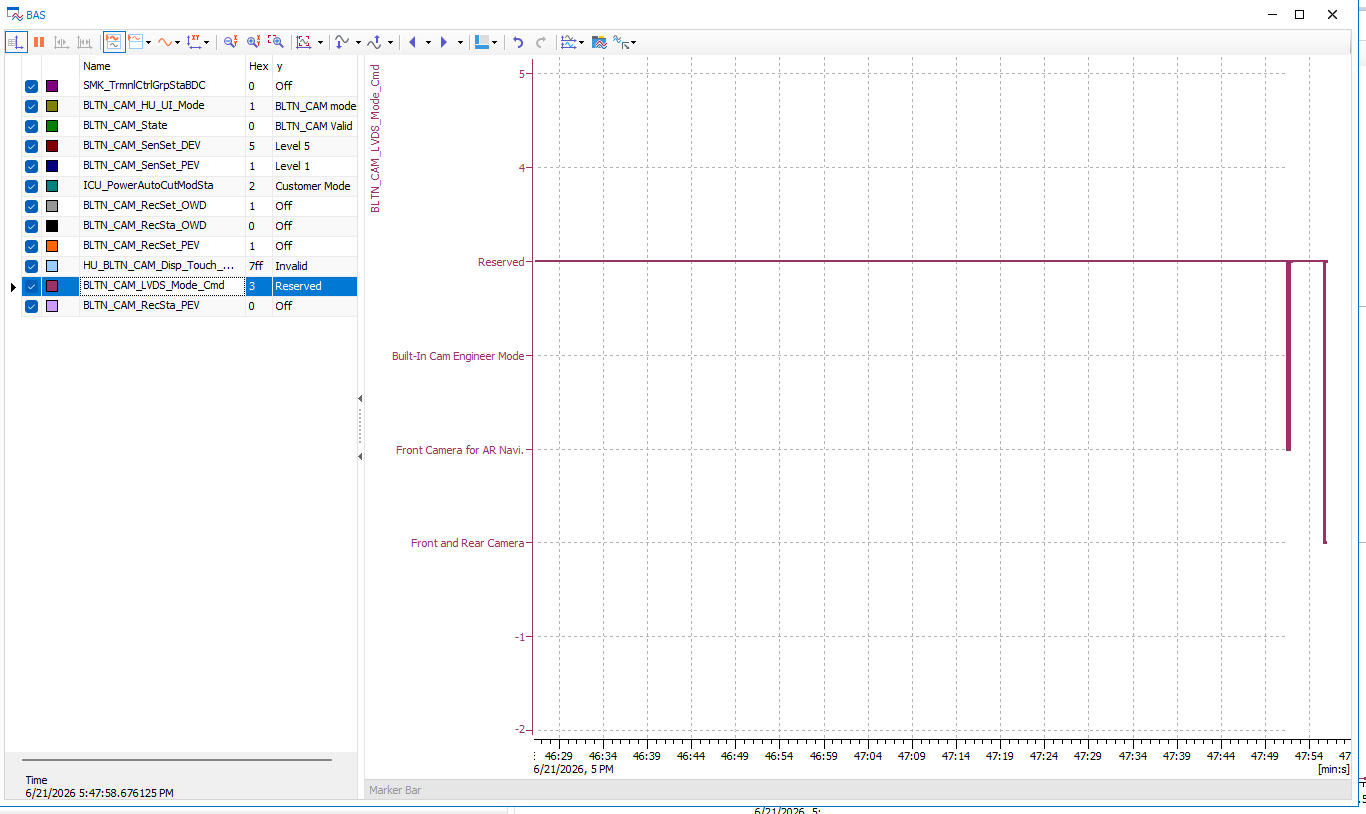 BAS
Name Hex y
SMK_TrmnlCtrlGrpStaBDC 0 Off
BLTN_CAM_HU_UI_Mode 1 BLTN_CAM mode
BLTN_CAM_State 0 BLTN_CAM Valid
BLTN_CAM_SenSet_DEV 5 Level 5
BLTN_CAM_SenSet_PEV 1 Level 1
ICU_PowerAutoCutModSta 2 Customer Mode
BLTN_CAM_RecSet_OWD 1 Off
BLTN_CAM_RecSta_OWD 0 Off
BLTN_CAM_RecSet_PEV 1 Off
HU_BLTN_CAM_Disp_Touch_... 7ff Invalid
BLTN_CAM_LVDS_Mode_Cmd 3 Reserved
BLTN_CAM_RecSta_PEV 0 Off
Time
6/21/2026 5:47:58.676125 PM
BLTN_CAM_LVDS_Mode_Cmd
5
4
Reserved
Built-In Cam Engineer Mode
Front Camera for AR Navi.
Front and Rear Camera
-1
-2
: 46:29 46:34 46:39 46:44 46:49 46:54 46:59 47:04 47:09 47:14 47:19 47:24 47:29 47:34 47:39 47:44 47:49 47:54 47
6/21/2026, 5 PM [min:s]
Marker Bar
6/21/2026, 5: